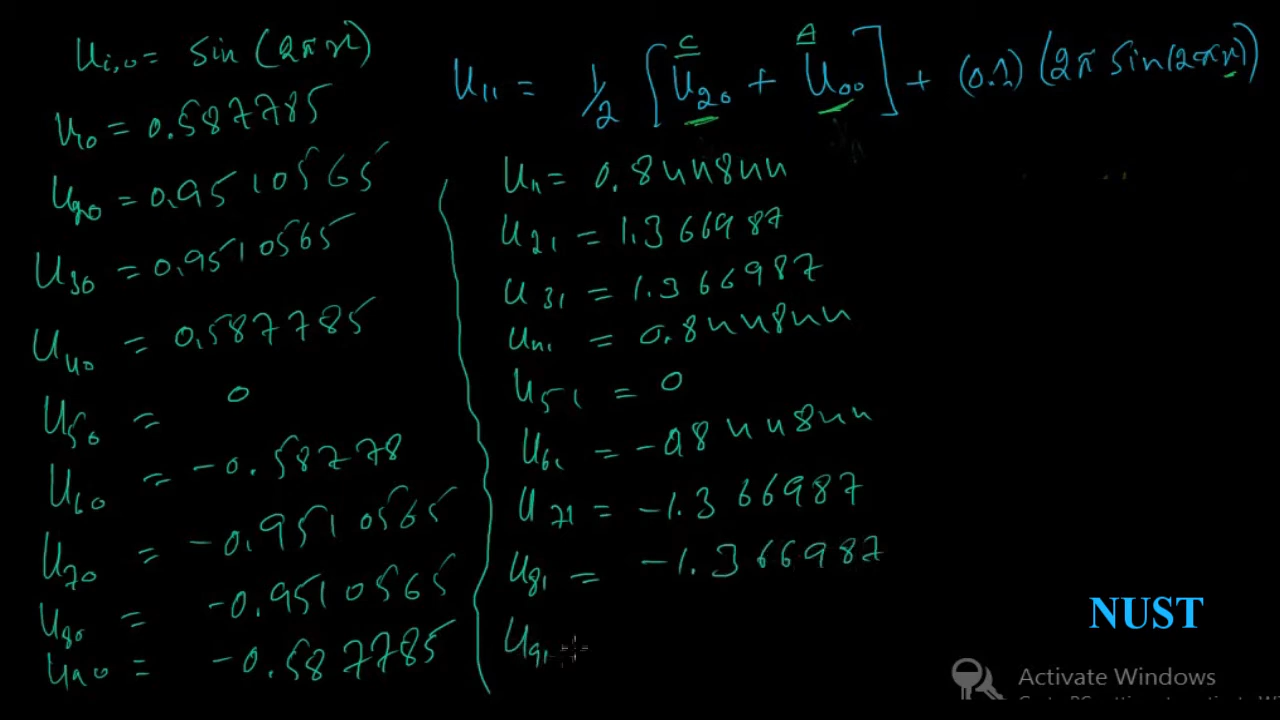 u_{i,0} = sin (2πx)
u_{10} = 0.587785
u_{20} = 0.9510565
u_{30} = 0.9510565
u_{40} = 0.587785
u_{50} = 0
u_{60} = -0.58778
u_{70} = -0.9510565
u_{80} = -0.9510565
u_{90} = -0.587785
C A
u_{11} = 1/2 [u_{20} + u_{00}] + (0.1) (2π sin(2πx))
u_{11} = 0.844844
u_{21} = 1.366987
u_{31} = 1.366987
u_{41} = 0.844844
u_{51} = 0
u_{61} = -0.844844
u_{71} = -1.366987
u_{81} = -1.366987
u_{91}
NUST
Activate Windows